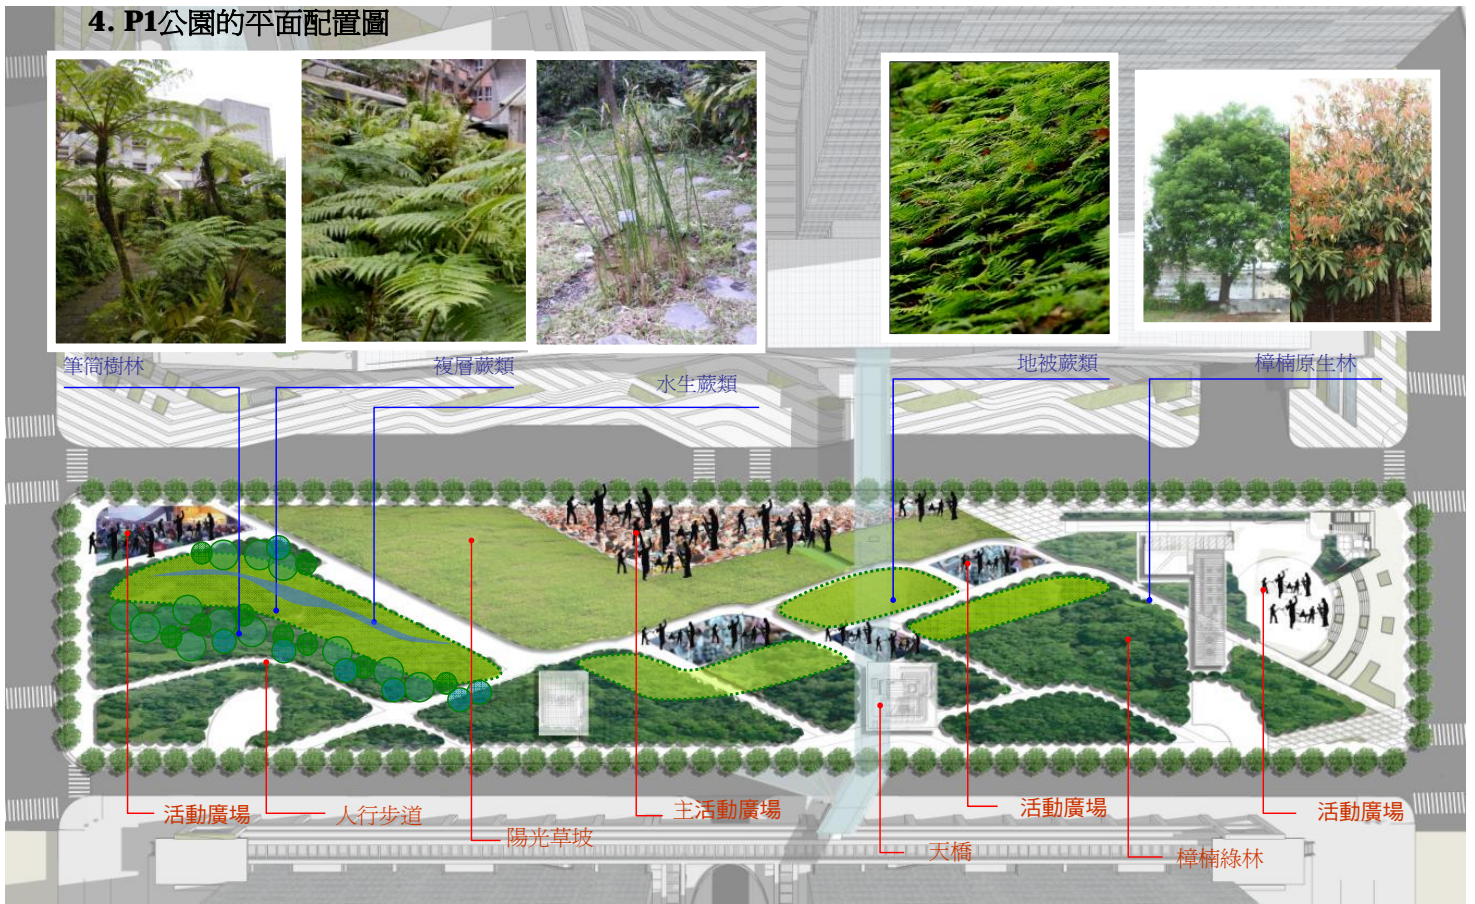 4. P1公園的平面配置圖
筆筒樹林
複層蕨類
水生蕨類
地被蕨類
樟楠原生林
活動廣場
人行步道
陽光草坡
主活動廣場
天橋
活動廣場
樟楠綠林
活動廣場